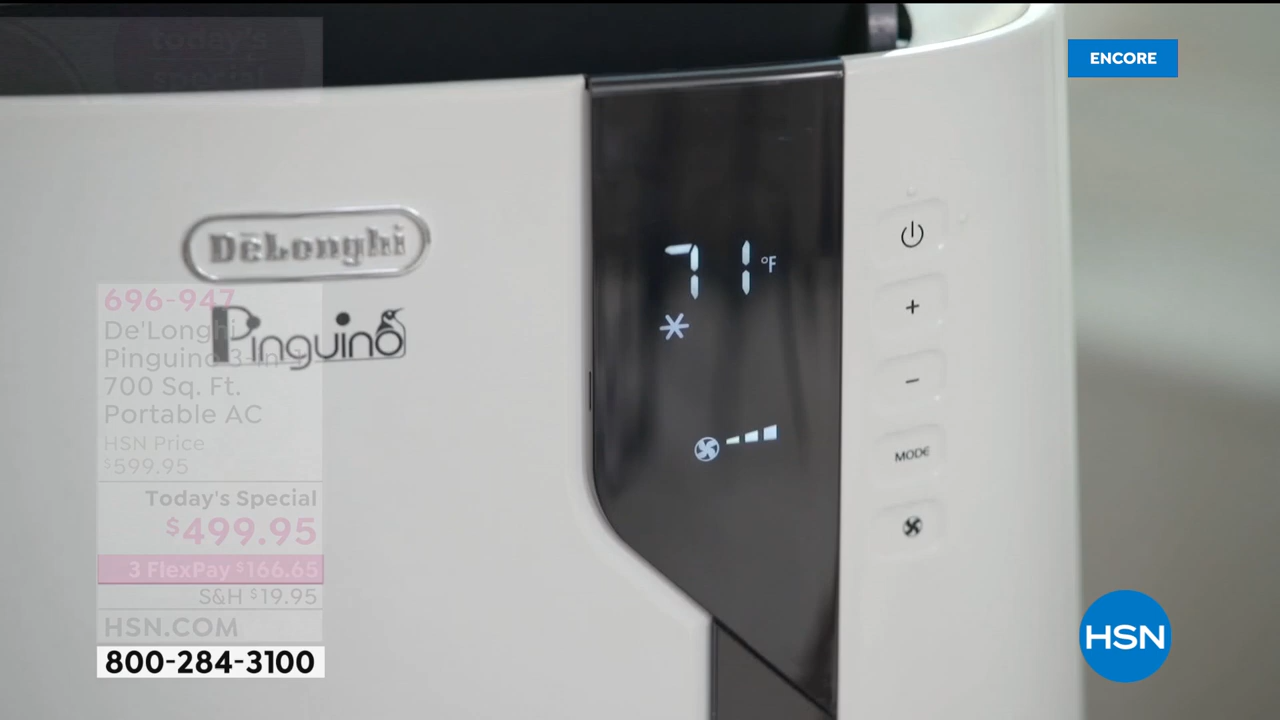 today's
special
ENCORE
DēLonghi
Pinguino
71 °F
MODE
696-947
De'Longhi
Pinguino 3-in-1
700 Sq. Ft.
Portable AC
HSN Price
$599.95
Today's Special
$499.95
3 FlexPay $166.65
S&H $19.95
HSN.COM
800-284-3100
HSN